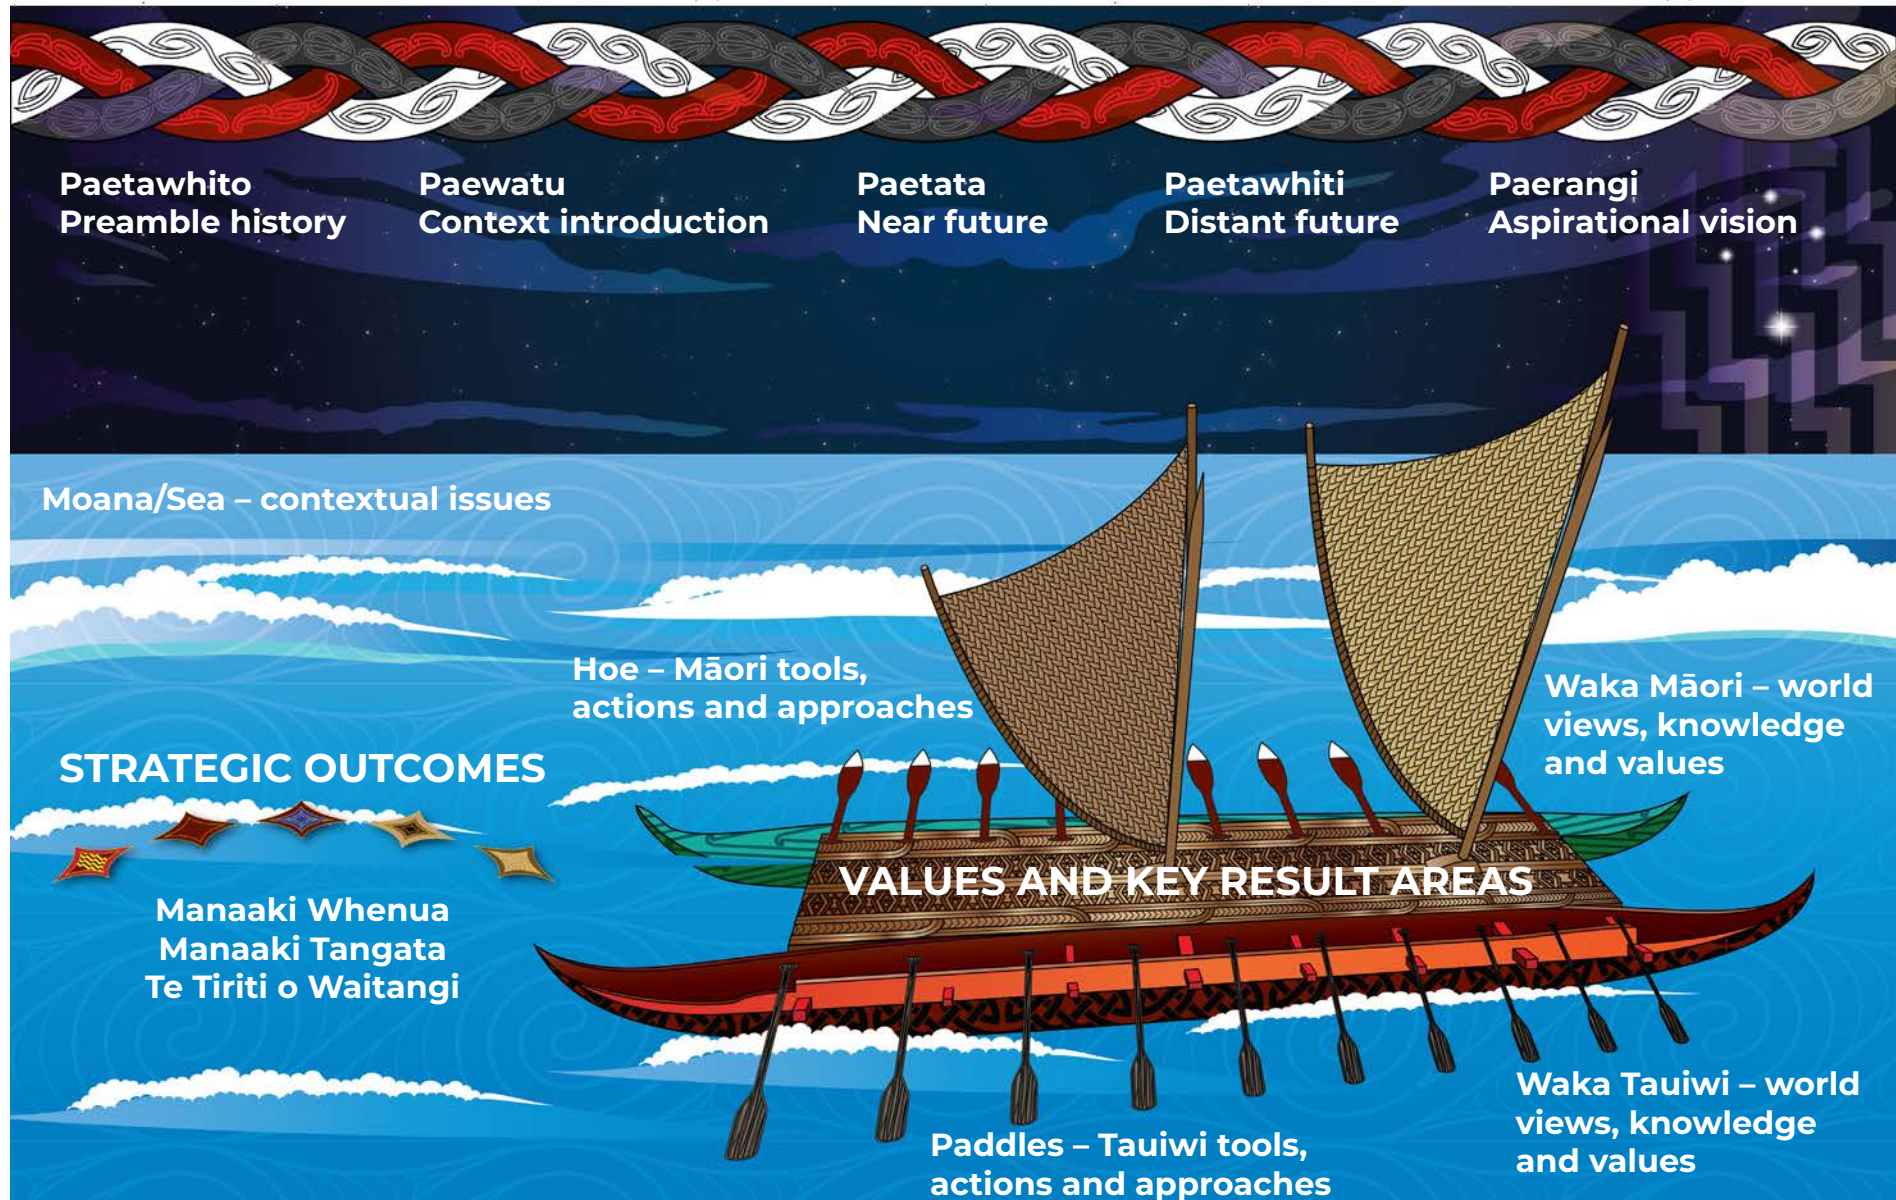 Paetawhito
Preamble history
Paewatu
Context introduction
Paetata
Near future
Paetawhiti
Distant future
Paerangi
Aspirational vision
Moana/Sea – contextual issues
Hoe – Māori tools,
actions and approaches
Waka Māori – world
views, knowledge
and values
STRATEGIC OUTCOMES
Manaaki Whenua
Manaaki Tangata
Te Tiriti o Waitangi
VALUES AND KEY RESULT AREAS
Waka Tauiwi – world
views, knowledge
and values
Paddles – Tauiwi tools,
actions and approaches